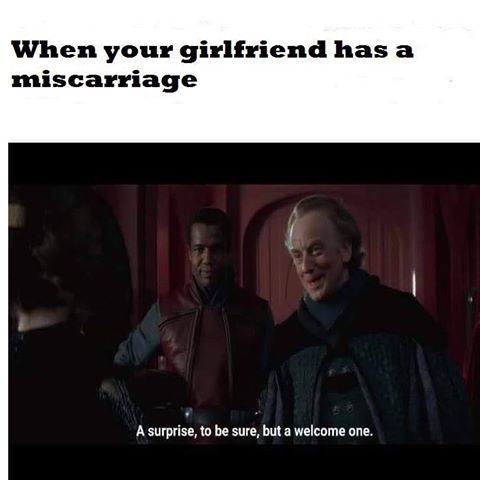 When your girlfriend has a
miscarriage
A surprise, to be sure, but a welcome one.